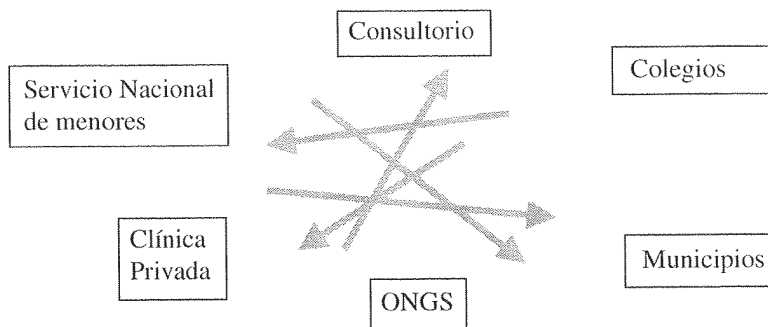 Consultorio
Colegios
Servicio Nacional
de menores
Clínica
Privada
Municipios
ONGS